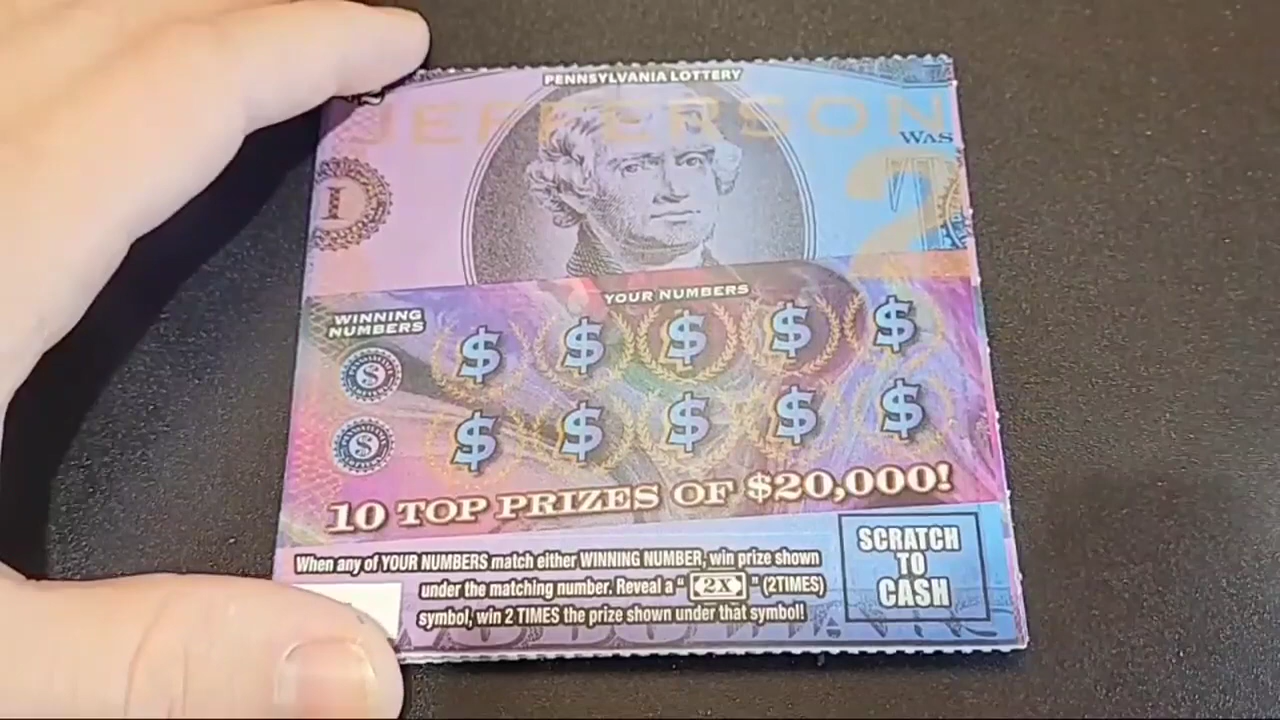 PENNSYLVANIA LOTTERY
JEFFERSON
WAS
2
I
YOUR NUMBERS
WINNING
NUMBERS
$ $ $ $ $
$
$ $ $ $ $
$
10 TOP PRIZES OF $20,000!
When any of YOUR NUMBERS match either WINNING NUMBER, win prize shown
under the matching number. Reveal a " 2X " (2TIMES)
symbol, win 2 TIMES the prize shown under that symbol!
SCRATCH
TO
CASH